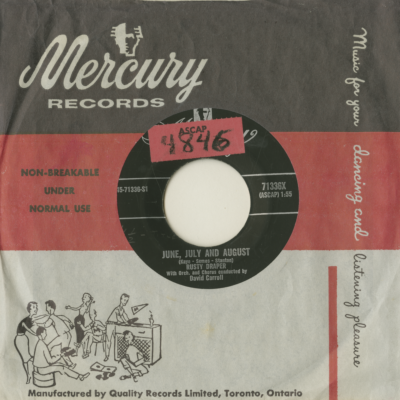 Mercury
RECORDS
Music for your dancing and listening pleasure
ASCAP
4846
NON-BREAKABLE
UNDER
NORMAL USE
71336X
(ASCAP) 1:55
JUNE, JULY AND AUGUST
RUSTY DRAPER
With Orch. and Chorus conducted by
David Carroll
Manufactured by Quality Records Limited, Toronto, Ontario